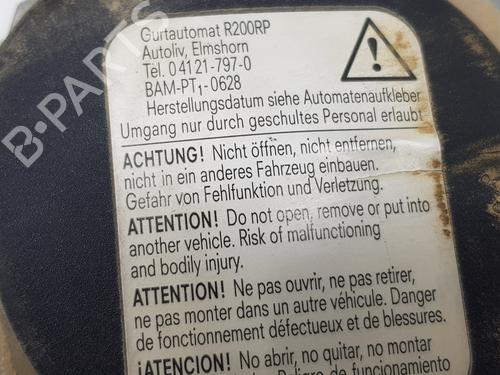 Gurtautomat R200RP
Autoliv, Elmshorn
Tel. 04121-797-0
BAM-PT₁-0628
Herstellungsdatum siehe Automatenaufkleber
Umgang nur durch geschultes Personal erlaubt
ACHTUNG! Nicht öffnen, nicht entfernen,
nicht in ein anderes Fahrzeug einbauen.
Gefahr von Fehlfunktion und Verletzung.
ATTENTION! Do not open, remove or put into
another vehicle. Risk of malfunctioning
and bodily injury.
ATTENTION! Ne pas ouvrir, ne pas retirer,
ne pas monter dans un autre véhicule. Danger
de fonctionnement défectueux et de blessures.
¡ATENCION! No abrir, no quitar, no montar
de funcionamiento
B-PARTS